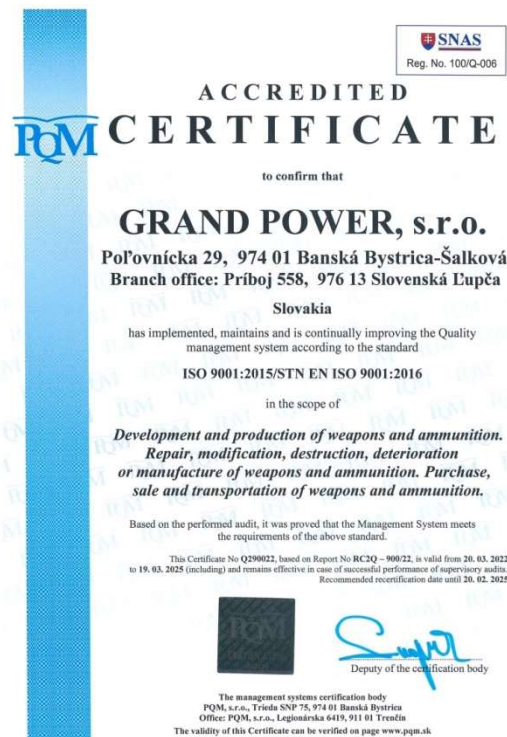 SNAS
Reg. No. 100/Q-006
ACCREDITED
PQM CERTIFICATE
to confirm that
GRAND POWER, s.r.o.
Poľovnícka 29, 974 01 Banská Bystrica-Šalková
Branch office: Príboj 558, 976 13 Slovenská Ľupča
Slovakia
has implemented, maintains and is continually improving the Quality
management system according to the standard
ISO 9001:2015/STN EN ISO 9001:2016
in the scope of
Development and production of weapons and ammunition.
Repair, modification, destruction, deterioration
or manufacture of weapons and ammunition. Purchase,
sale and transportation of weapons and ammunition.
Based on the performed audit, it was proved that the Management System meets
the requirements of the above standard.
This Certificate No Q290022, based on Report No RC2Q – 900/22, is valid from 20. 03. 2022
to 19. 03. 2025 (including) and remains effective in case of successful performance of supervisory audits.
Recommended recertification date until 20. 02. 2025
PQM
Deputy of the certification body
The management systems certification body
PQM, s.r.o., Trieda SNP 75, 974 01 Banská Bystrica
Office: PQM, s.r.o., Legionárska 6419, 911 01 Trenčín
The validity of this Certificate can be verified on page www.pqm.sk